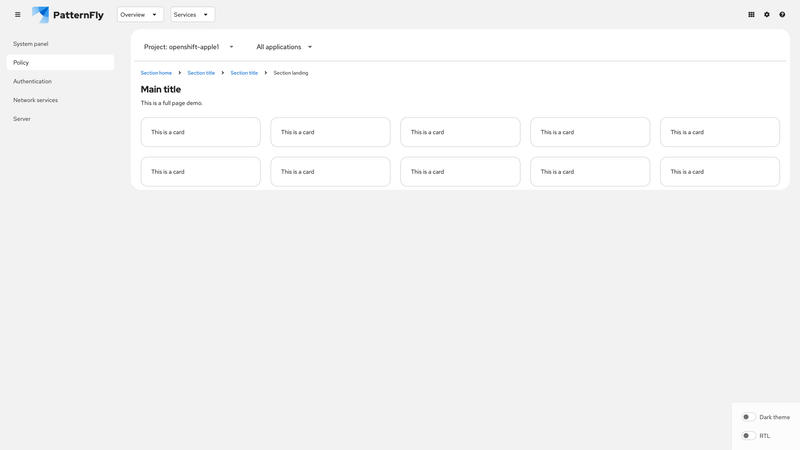 PatternFly
Overview
Services
System panel
Policy
Authentication
Network services
Server
Project: openshift-apple1
All applications
Section home
Section title
Section title
Section landing
Main title
This is a full page demo.
This is a card
This is a card
This is a card
This is a card
This is a card
This is a card
This is a card
This is a card
This is a card
This is a card
Dark theme
RTL